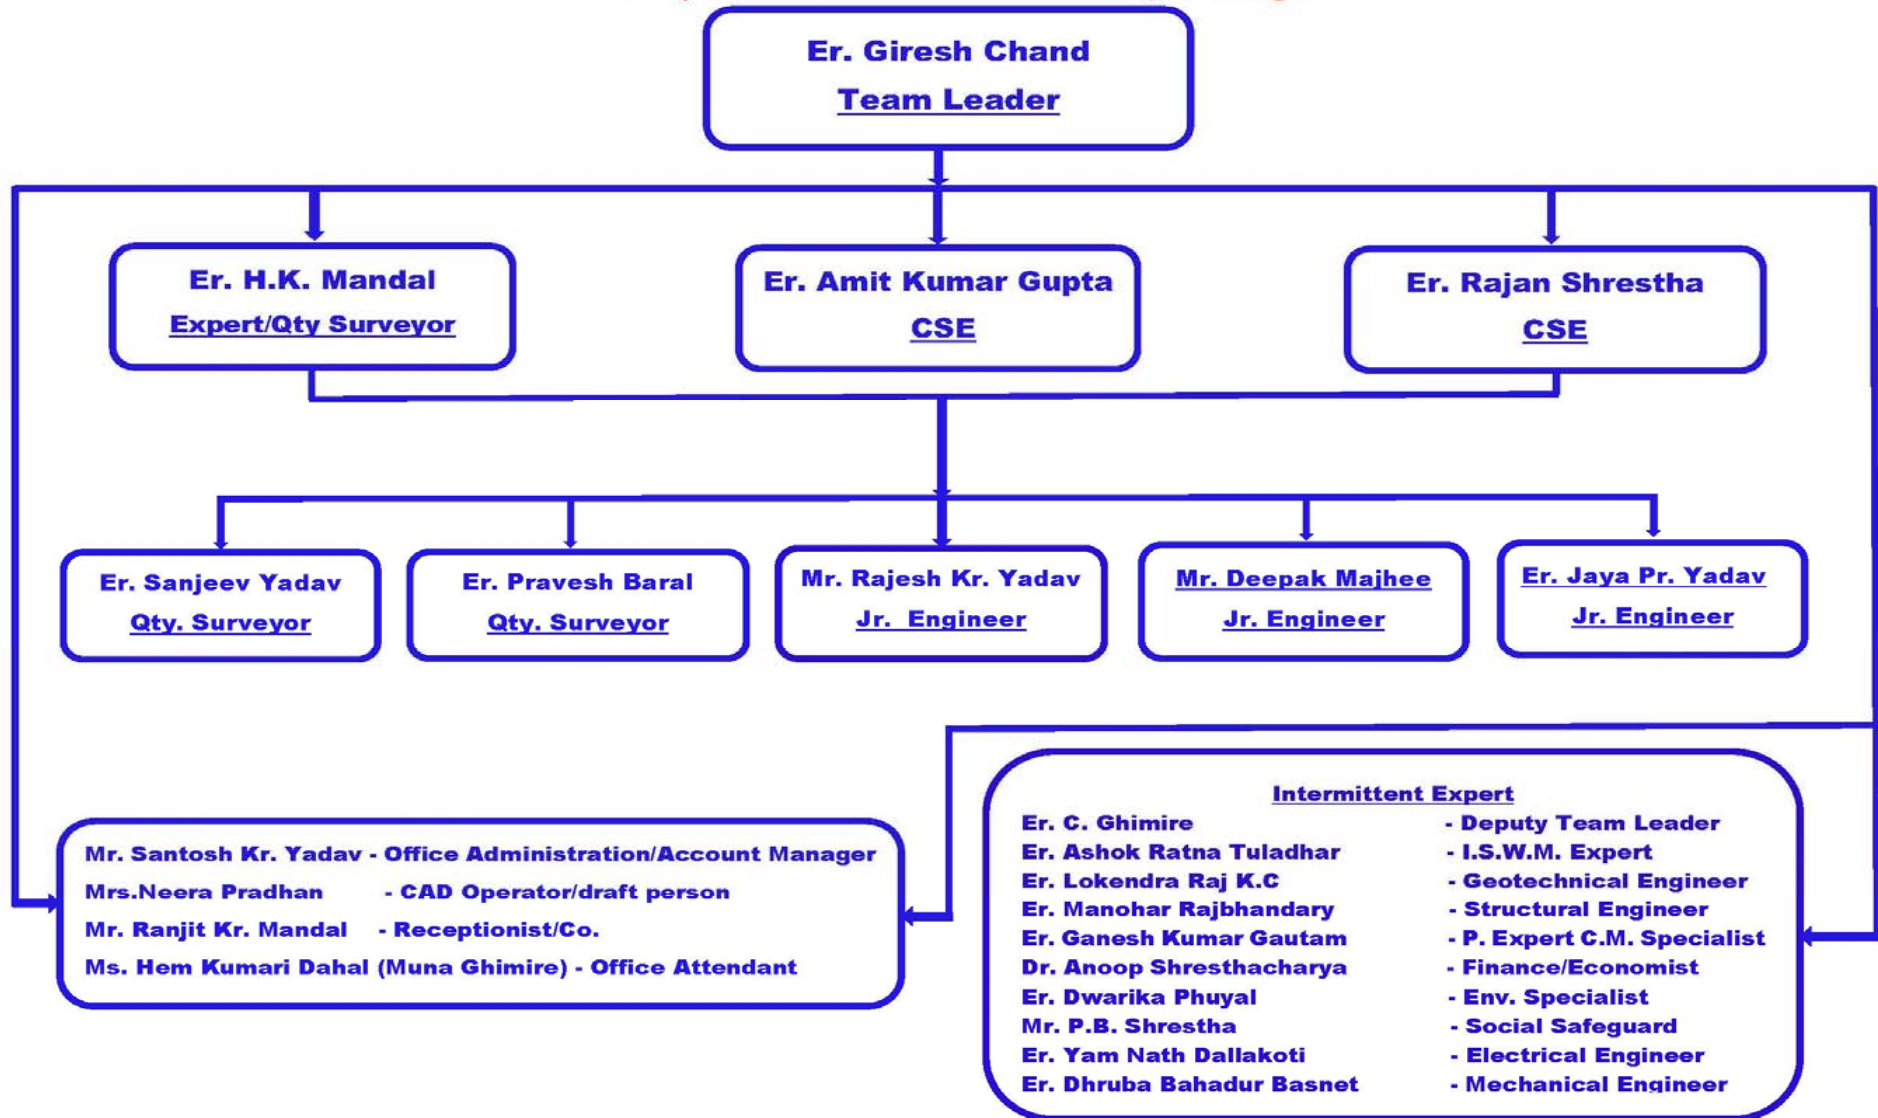 Er. Giresh Chand
Team Leader
Er. H.K. Mandal
Expert/Qty Surveyor
Er. Amit Kumar Gupta
CSE
Er. Rajan Shrestha
CSE
Er. Sanjeev Yadav
Qty. Surveyor
Er. Pravesh Baral
Qty. Surveyor
Mr. Rajesh Kr. Yadav
Jr. Engineer
Mr. Deepak Majhee
Jr. Engineer
Er. Jaya Pr. Yadav
Jr. Engineer
Mr. Santosh Kr. Yadav - Office Administration/Account Manager
Mrs.Neera Pradhan - CAD Operator/draft person
Mr. Ranjit Kr. Mandal - Receptionist/Co.
Ms. Hem Kumari Dahal (Muna Ghimire) - Office Attendant
Intermittent Expert
Er. C. Ghimire - Deputy Team Leader
Er. Ashok Ratna Tuladhar - I.S.W.M. Expert
Er. Lokendra Raj K.C - Geotechnical Engineer
Er. Manohar Rajbhandary - Structural Engineer
Er. Ganesh Kumar Gautam - P. Expert C.M. Specialist
Dr. Anoop Shresthacharya - Finance/Economist
Er. Dwarika Phuyal - Env. Specialist
Mr. P.B. Shrestha - Social Safeguard
Er. Yam Nath Dallakoti - Electrical Engineer
Er. Dhruba Bahadur Basnet - Mechanical Engineer